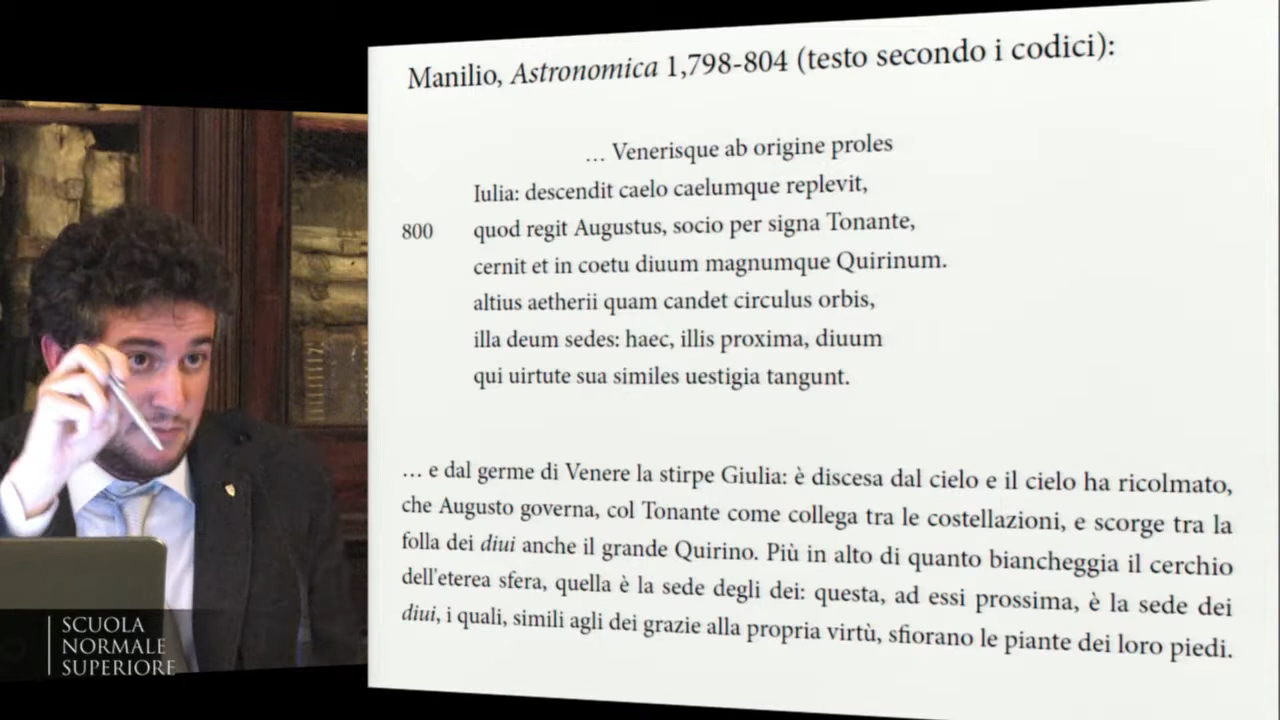 Manilio, Astronomica 1,798-804 (testo secondo i codici):
… Venerisque ab origine proles
Iulia: descendit caelo caelumque replevit,
800 quod regit Augustus, socio per signa Tonante,
cernit et in coetu diuum magnumque Quirinum.
altius aetherii quam candet circulus orbis,
illa deum sedes: haec, illis proxima, diuum
qui uirtute sua similes uestigia tangunt.
… e dal germe di Venere la stirpe Giulia: è discesa dal cielo e il cielo ha ricolmato,
che Augusto governa, col Tonante come collega tra le costellazioni, e scorge tra la
folla dei diui anche il grande Quirino. Più in alto di quanto biancheggia il cerchio
dell'eterea sfera, quella è la sede degli dei: questa, ad essi prossima, è la sede dei
diui, i quali, simili agli dei grazie alla propria virtù, sfiorano le piante dei loro piedi.
SCUOLA
NORMALE
SUPERIORE